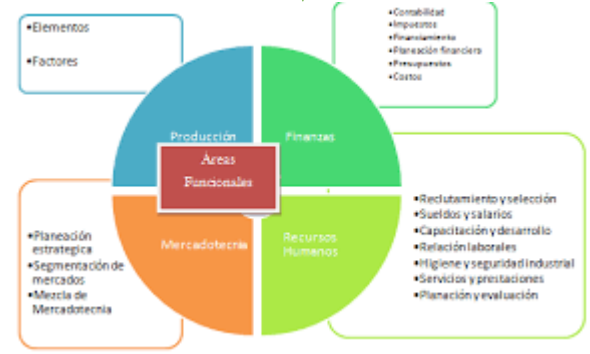 •Elementos
•Factores
•Contabilidad
•Impuestos
•Financiamiento
•Planeación financiera
•Presupuestos
•Costos
Producción
Finanzas
Áreas
Funcionales
Mercadotecnia
Recursos
Humanos
•Planeación
estrategica
•Segmentación de
mercados
•Mezcla de
Mercadotecnia
•Reclutamiento y selección
•Sueldos y salarios
•Capacitación y desarrollo
•Relación laborales
•Higiene y seguridad industrial
•Servicios y prestaciones
•Planación y evaluación